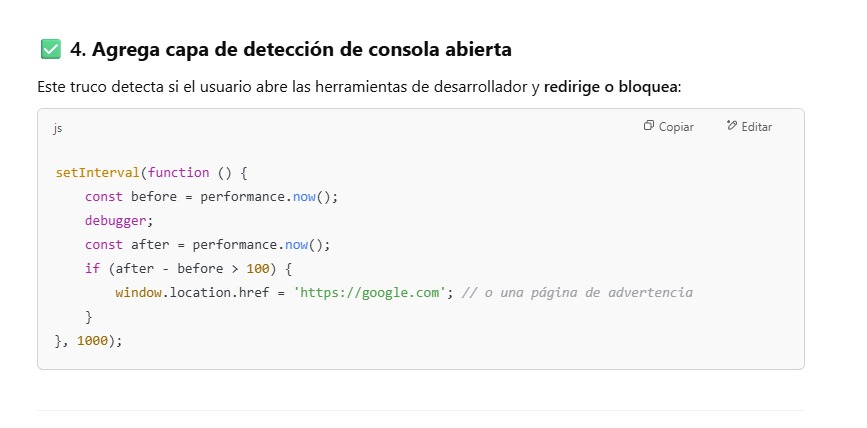 ✅ 4. Agrega capa de detección de consola abierta
Este truco detecta si el usuario abre las herramientas de desarrollador y redirige o bloquea:
js
Copiar
Editar
setInterval(function () {
    const before = performance.now();
    debugger;
    const after = performance.now();
    if (after - before > 100) {
        window.location.href = 'https://google.com'; // o una página de advertencia
    }
}, 1000);